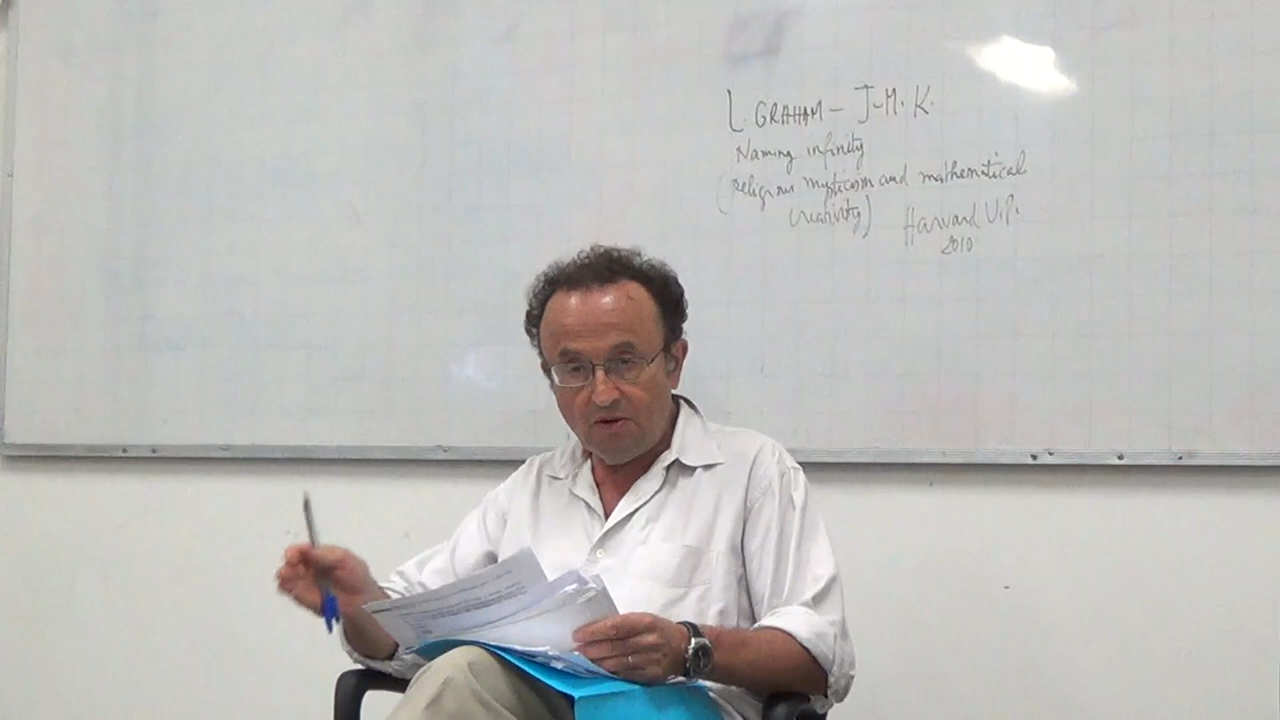 L. GRAHAM - J-M. K.
Naming infinity
(religious mysticism and mathematical
creativity) Harvard U.P.
2010